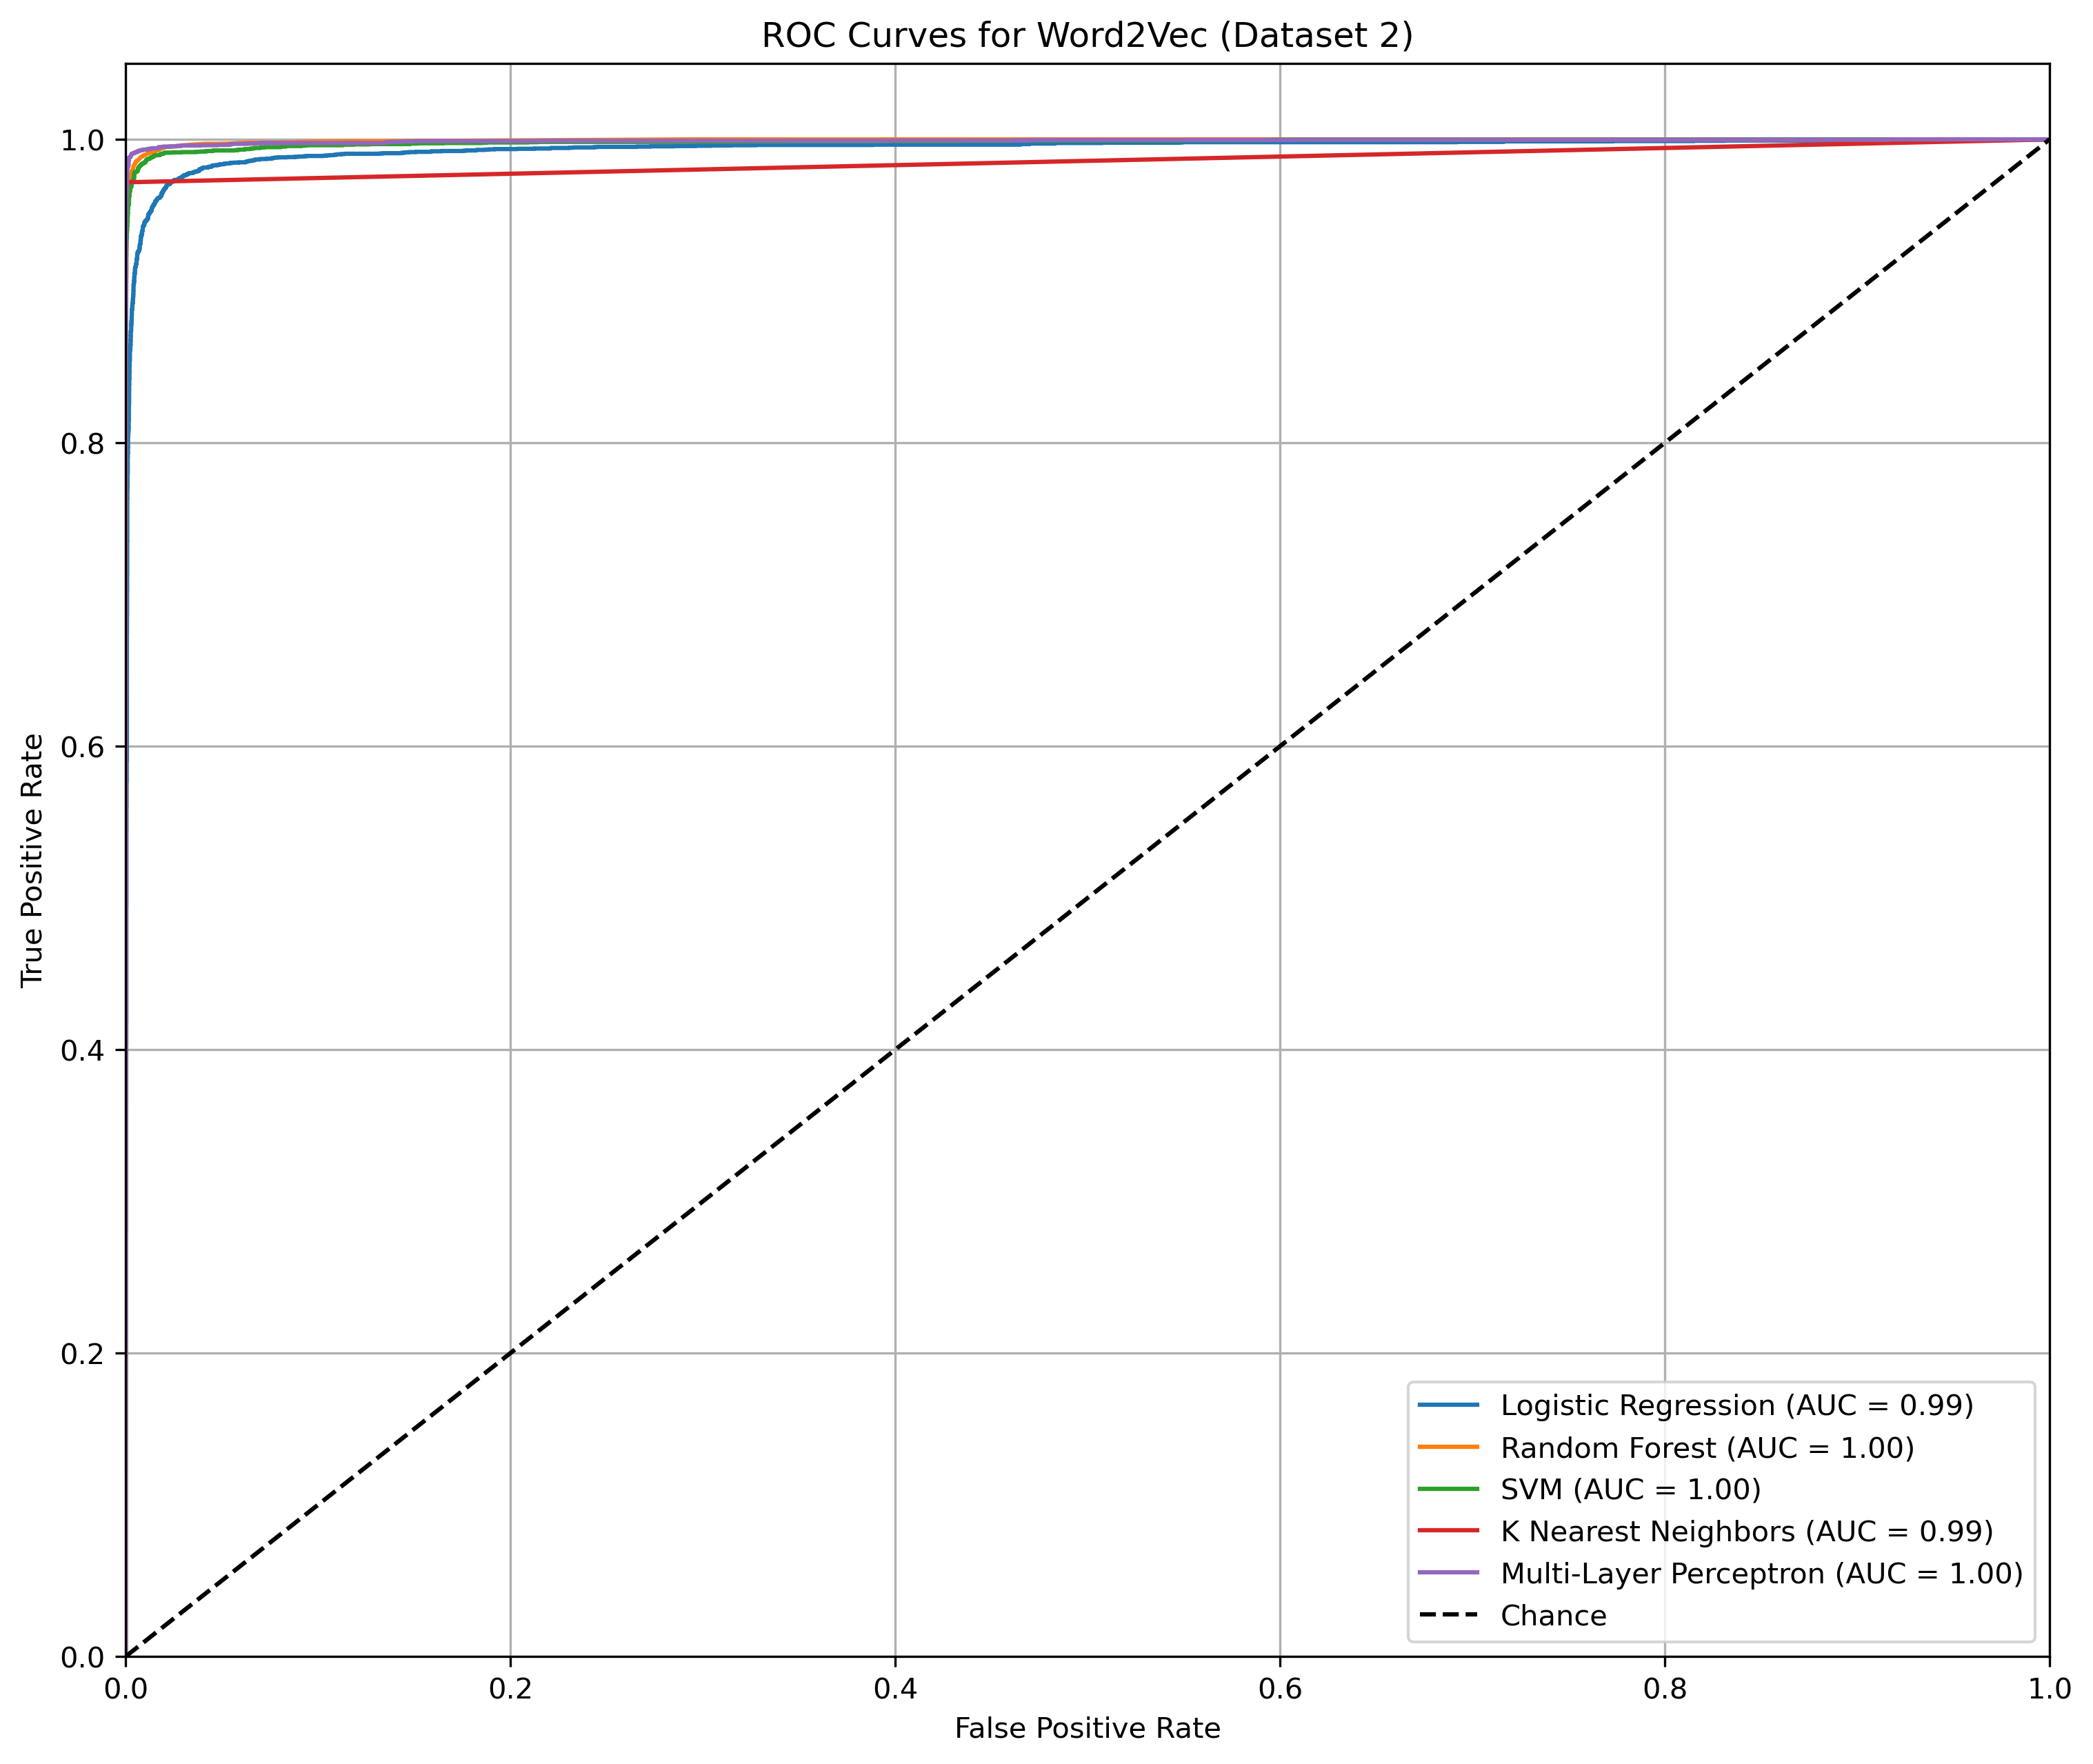 ROC Curves for Word2Vec (Dataset 2)
True Positive Rate
1.0
0.8
0.6
0.4
0.2
0.0
0.0 0.2 0.4 0.6 0.8 1.0
False Positive Rate
Logistic Regression (AUC = 0.99)
Random Forest (AUC = 1.00)
SVM (AUC = 1.00)
K Nearest Neighbors (AUC = 0.99)
Multi-Layer Perceptron (AUC = 1.00)
Chance